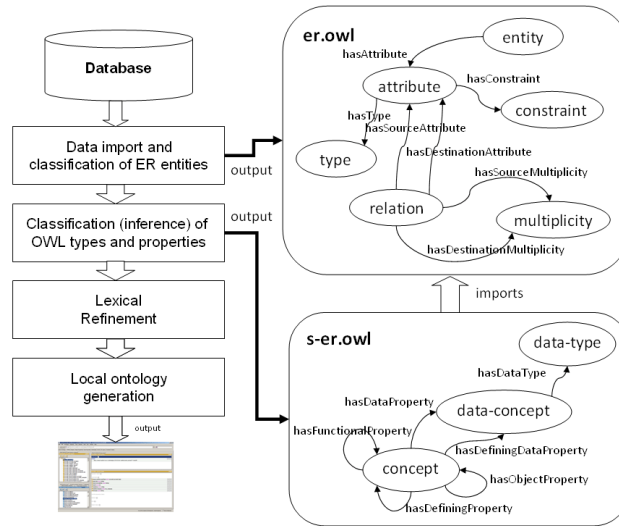 Database
Data import and
classification of ER entities
output
Classification (inference) of
OWL types and properties
output
Lexical
Refinement
Local ontology
generation
output
er.owl
entity
hasAttribute
attribute
hasConstraint
constraint
hasType
hasSourceAttribute
type
hasDestinationAttribute
hasSourceMultiplicity
relation
multiplicity
hasDestinationMultiplicity
imports
s-er.owl
data-type
hasDataType
hasDataProperty
data-concept
hasFunctionalProperty
hasDefiningDataProperty
concept
hasObjectProperty
hasDefiningProperty